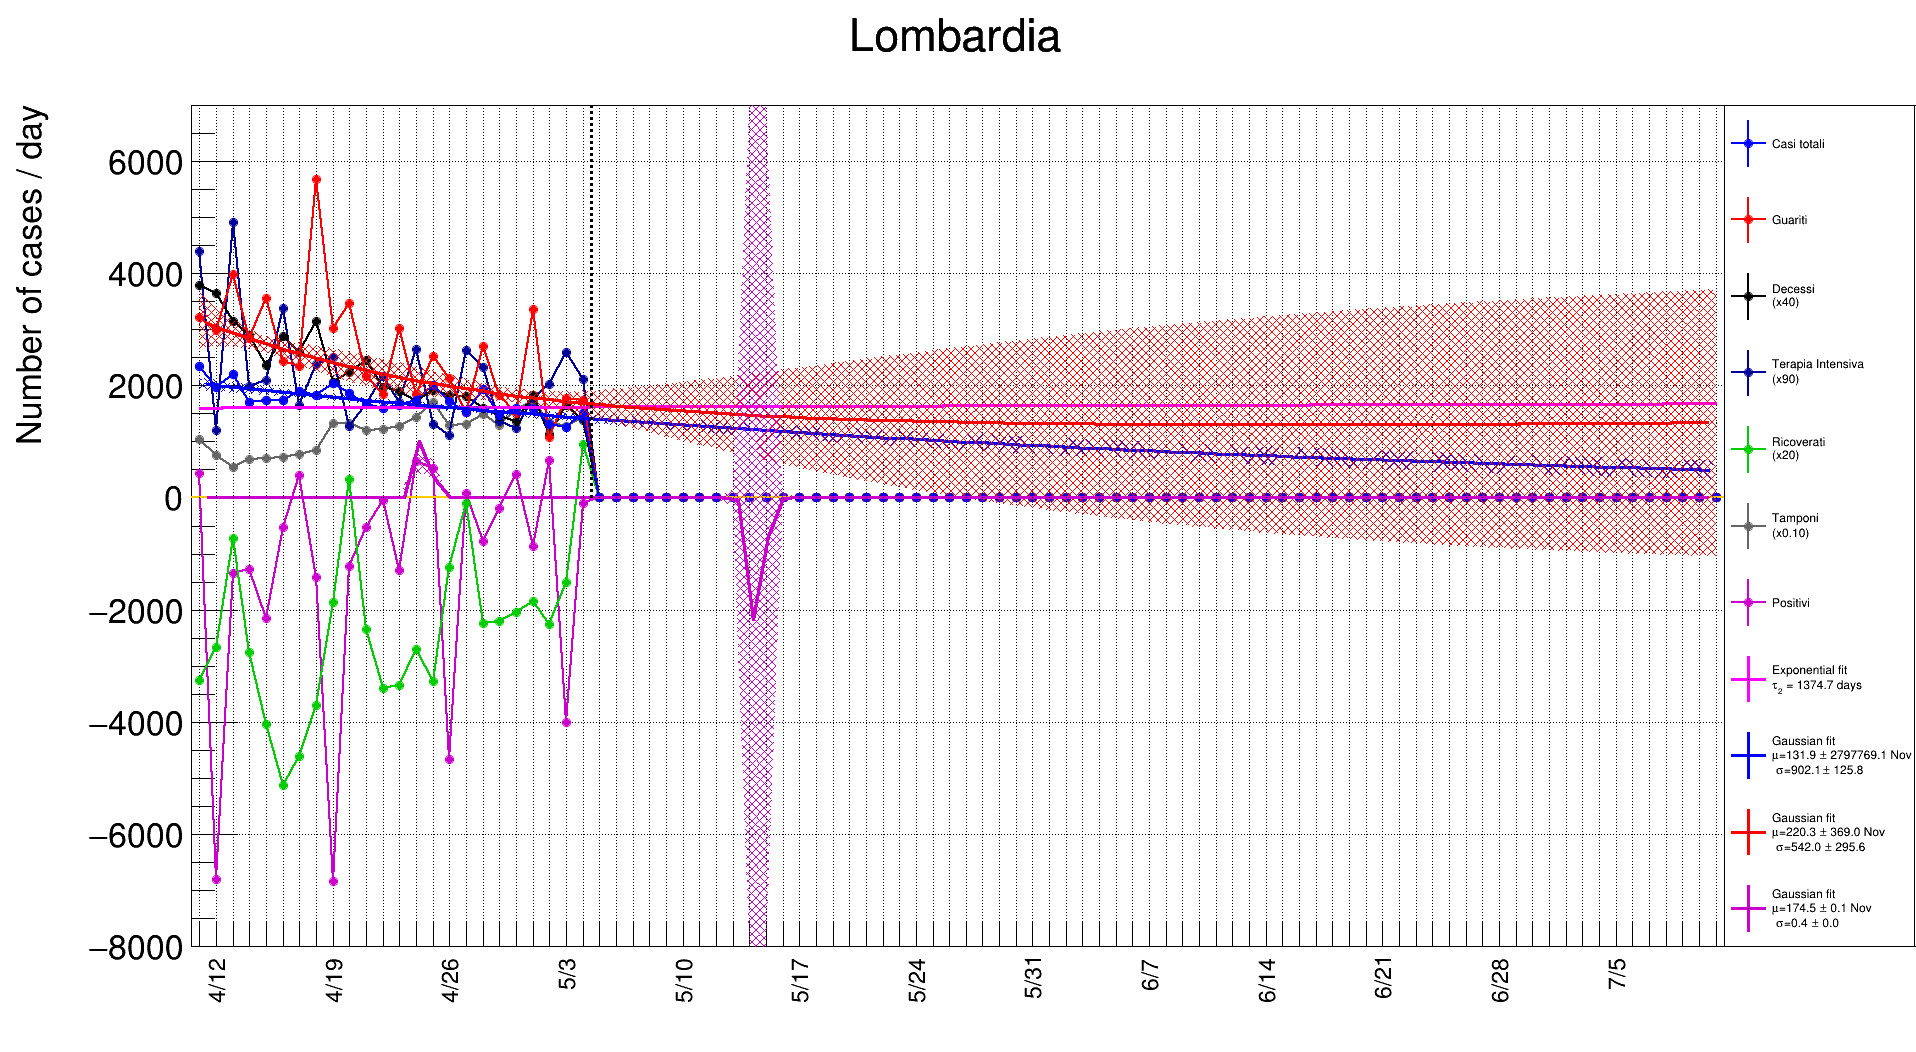 Lombardia
Number of cases / day
6000
4000
2000
0
−2000
−4000
−6000
−8000
4/12
4/19
4/26
5/3
5/10
5/17
5/24
5/31
6/7
6/14
6/21
6/28
7/5
Casi totali
Guariti
Decessi
(x40)
Terapia Intensiva
(x90)
Ricoverati
(x20)
Tamponi
(x0.10)
Positivi
Exponential fit
τ₂ = 1374.7 days
Gaussian fit
μ=131.9 ± 2797769.1 Nov
σ=902.1 ± 125.8
Gaussian fit
μ=220.3 ± 369.0 Nov
σ=542.0 ± 295.6
Gaussian fit
μ=174.5 ± 0.1 Nov
σ=0.4 ± 0.0